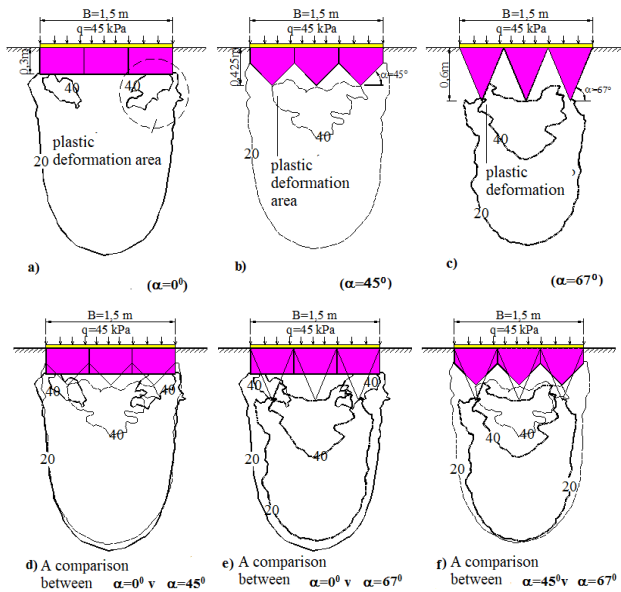 B=1,5 m
q=45 kPa
0,3m
40
40
plastic
20 deformation area
a)
(α=0⁰)
B=1,5 m
q=45 kPa
0,425m
α=45⁰
40
20
plastic
deformation
area
b)
(α=45⁰)
B=1,5 m
q=45 kPa
0,6m
α=67⁰
40
plastic
deformation
20
c)
(α=67⁰)
B=1,5 m
q=45 kPa
40
40
40
20
d) A comparison
between α=0⁰ v α=45⁰
B=1,5 m
q=45 kPa
40
40
40
20
20
e) A comparison
between α=0⁰ v α=67⁰
B=1,5 m
q=45 kPa
40
40
20
20
f) A comparison
between α=45⁰v α=67⁰